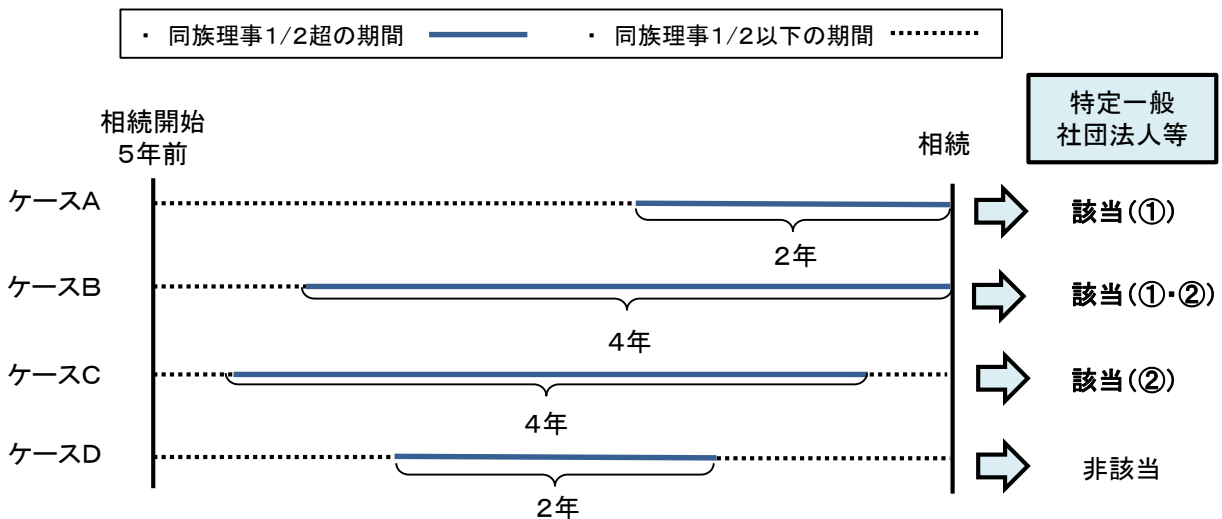 ・ 同族理事１/２超の期間
・ 同族理事１/２以下の期間
特定一般
社団法人等
相続開始
５年前
相続
ケースA
２年
該当(①)
ケースB
４年
該当(①・②)
ケースC
４年
該当(②)
ケースD
２年
非該当